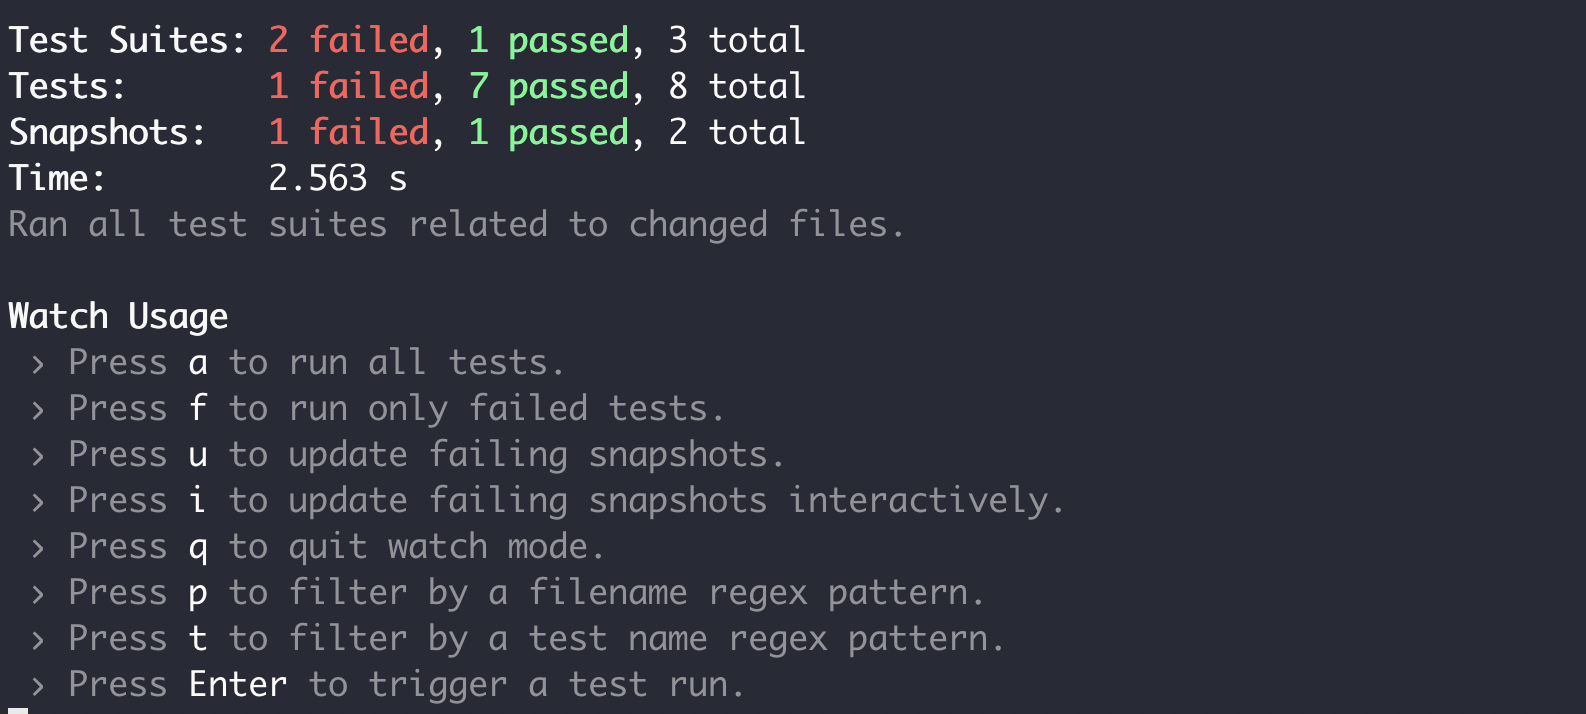 Test Suites: 2 failed, 1 passed, 3 total
Tests:       1 failed, 7 passed, 8 total
Snapshots:   1 failed, 1 passed, 2 total
Time:        2.563 s
Ran all test suites related to changed files.

Watch Usage
 › Press a to run all tests.
 › Press f to run only failed tests.
 › Press u to update failing snapshots.
 › Press i to update failing snapshots interactively.
 › Press q to quit watch mode.
 › Press p to filter by a filename regex pattern.
 › Press t to filter by a test name regex pattern.
 › Press Enter to trigger a test run.